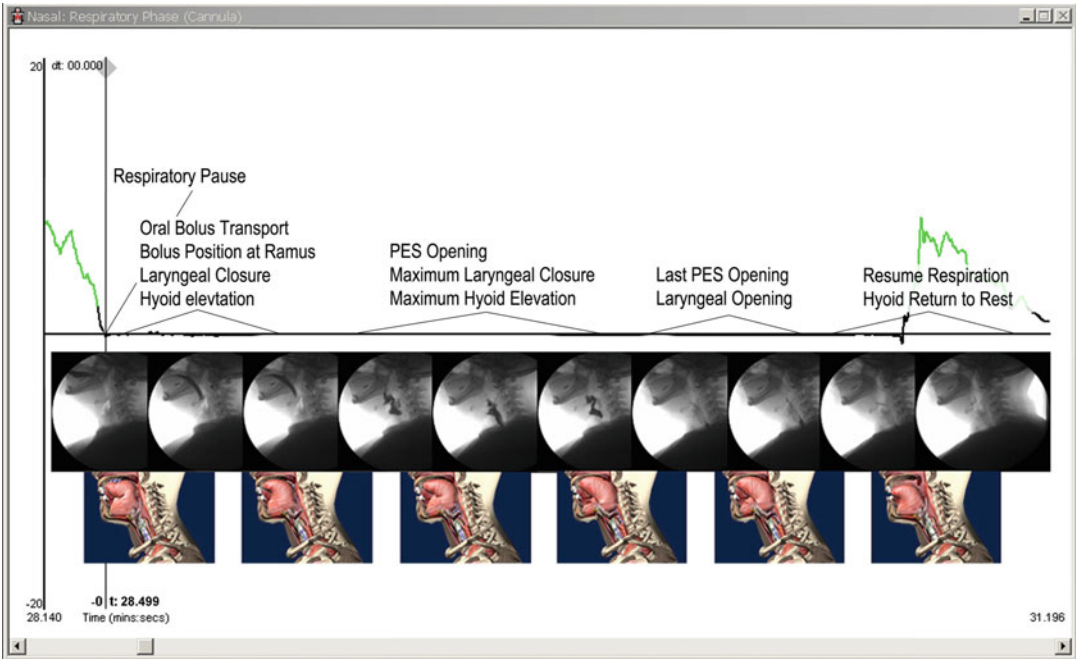 Nasal: Respiratory Phase (Cannula)
20
dt: 00.000
Respiratory Pause
Oral Bolus Transport
Bolus Position at Ramus
Laryngeal Closure
Hyoid elevtation
PES Opening
Maximum Laryngeal Closure
Maximum Hyoid Elevation
Last PES Opening
Laryngeal Opening
Resume Respiration
Hyoid Return to Rest
-20
-0 t: 28.499
28.140
Time (mins:secs)
31.196